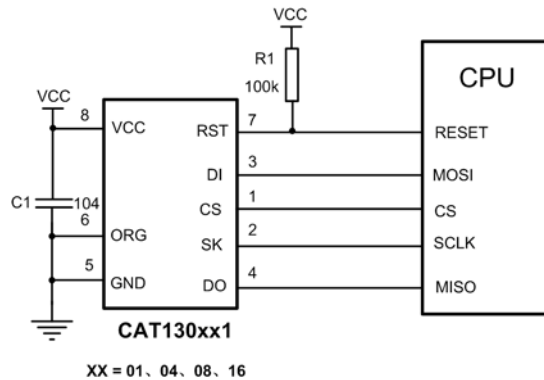 VCC
R1
100k
CPU
VCC
8
VCC
RST
7
RESET
DI
3
MOSI
C1
104
CS
1
CS
6
ORG
SK
2
SCLK
5
GND
DO
4
MISO
CAT130xx1
XX = 01、04、08、16